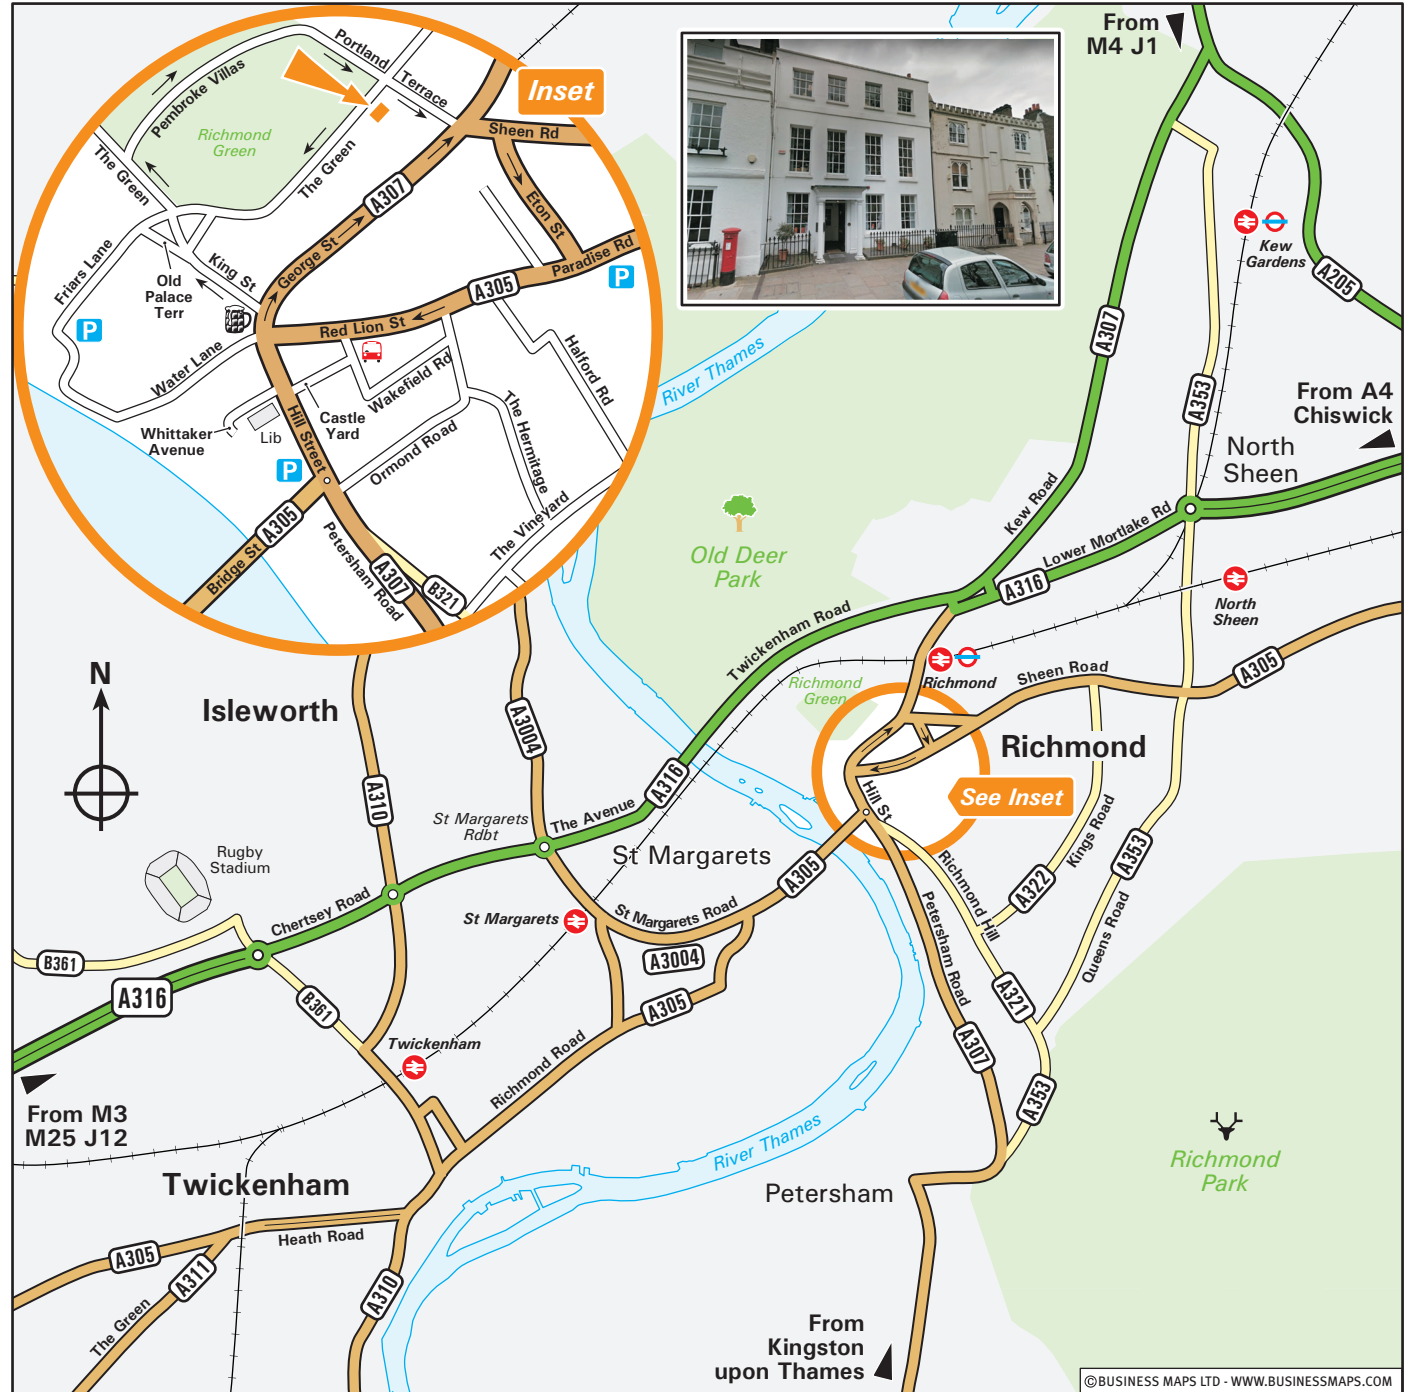 From
M4 J1
Inset
Portland
Terrace
Pembroke Villas
Richmond
Green
The Green
The Green
Sheen Rd
A307
Eton St
Paradise Rd
P
Friars Lane
King St
George St
Old
Palace
Terr
A305
Red Lion St
P
Water Lane
Wakefield Rd
Halford Rd
Castle
Yard
Whittaker
Avenue
Lib
Hill Street
Ormond Road
The Hermitage
P
The Vineyard
A305
Bridge St
Petersham Road
A307
B321
Kew
Gardens
A205
A307
River Thames
A353
From A4
Chiswick
North
Sheen
Kew Road
Lower Mortlake Rd
Old Deer
Park
A316
North
Sheen
Twickenham Road
N
Isleworth
Richmond
Green
Richmond
Sheen Road
A305
A3004
Richmond
A316
See Inset
A310
St Margarets
Rdbt
The Avenue
Hill St
Kings Road
Rugby
Stadium
St Margarets
A305
Richmond Hill
A322
A353
Chertsey Road
St Margarets
St Margarets Road
Petersham Road
Queens Road
B361
A316
B361
A3004
A305
A321
Twickenham
Richmond Road
A307
A353
From M3
M25 J12
River Thames
Richmond
Park
Twickenham
Petersham
Heath Road
A305
A311
A310
The Green
From
Kingston
upon Thames
©BUSINESS MAPS LTD - WWW.BUSINESSMAPS.COM